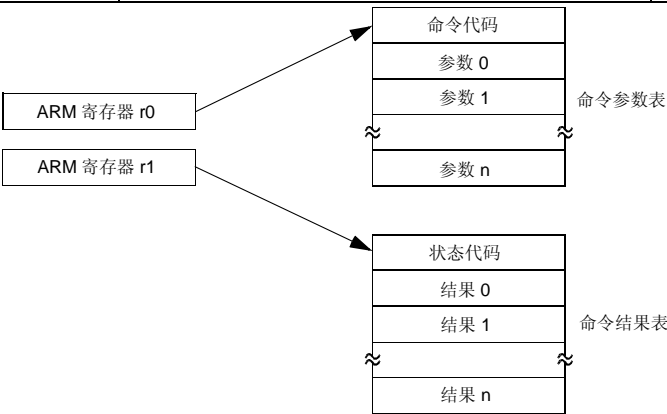 命令代码
参数 0
参数 1
参数 n
命令参数表
ARM 寄存器 r0
ARM 寄存器 r1
状态代码
结果 0
结果 1
结果 n
命令结果表